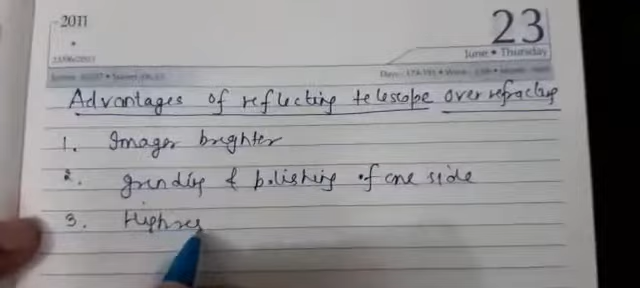 2011
23
June • Thursday
Advantages of reflecting telescope over refracting
1. Images brighter
2. grinding & polishing of one side
3. Highres